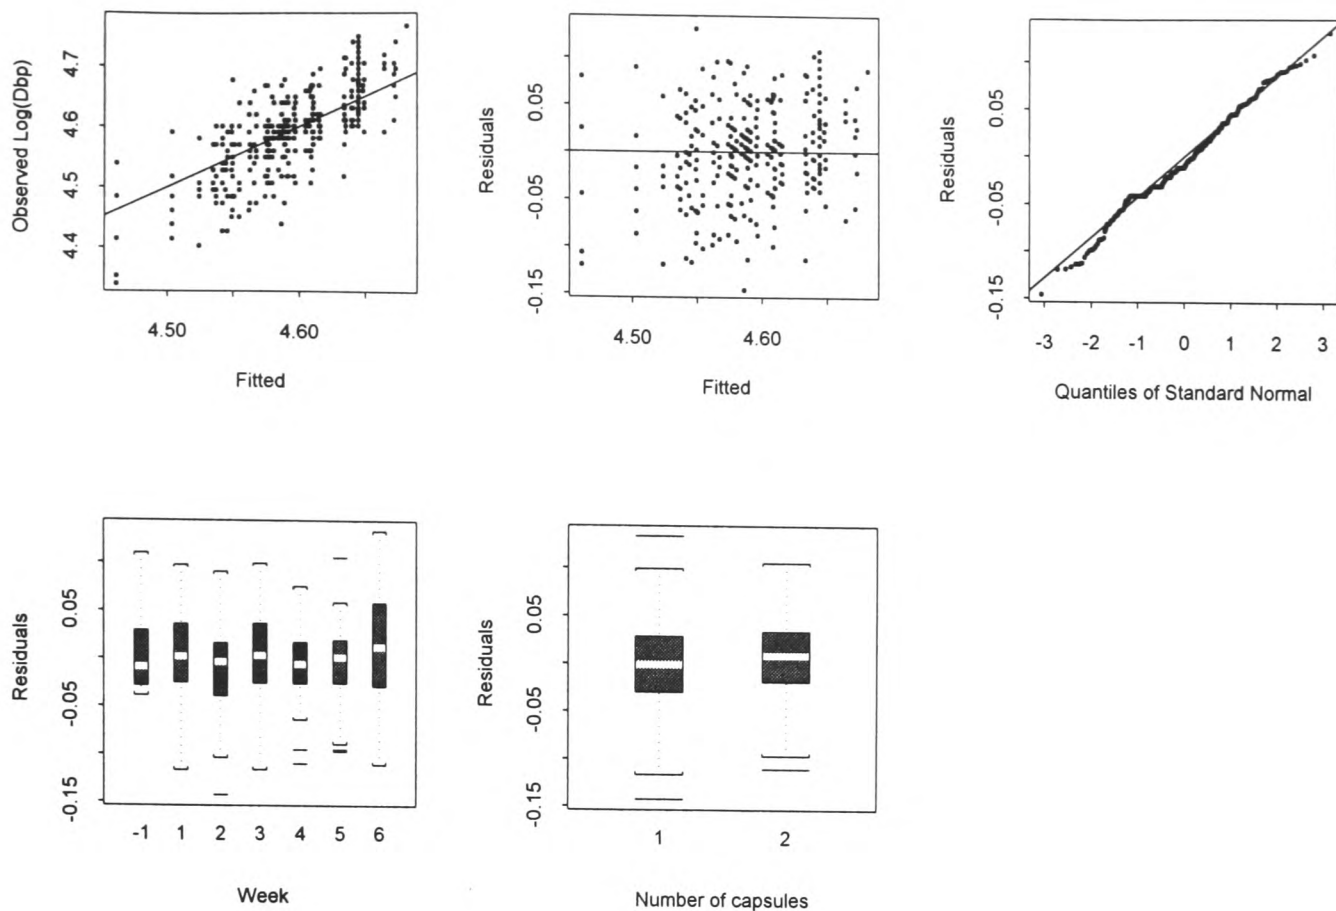 Observed Log(Dbp)
4.7
4.6
4.5
4.4
4.50 4.60
Fitted
Residuals
0.05
-0.05
-0.15
4.50 4.60
Fitted
Residuals
0.05
-0.05
-0.15
-3 -2 -1 0 1 2 3
Quantiles of Standard Normal
Residuals
0.05
-0.05
-0.15
-1 1 2 3 4 5 6
Week
Residuals
0.05
-0.05
-0.15
1 2
Number of capsules